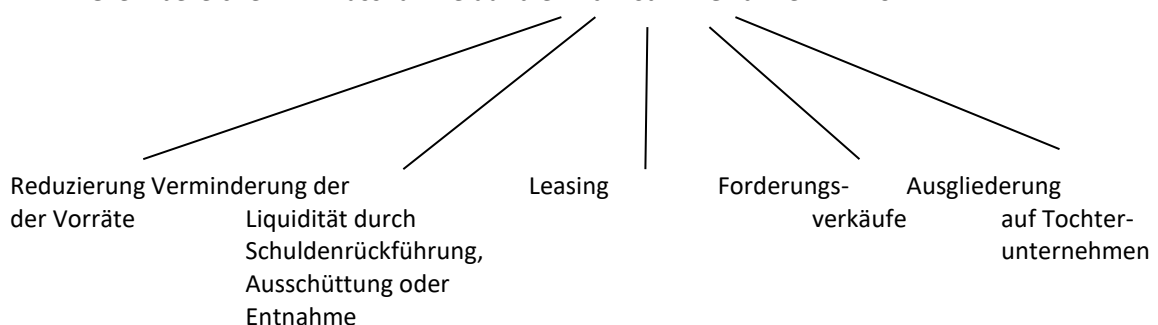 Reduzierung Verminderung der Leasing Forderungs- Ausgliederung
der Vorräte Liquidität durch verkäufe auf Tochter-
Schuldenrückführung, unternehmen
Ausschüttung oder
Entnahme